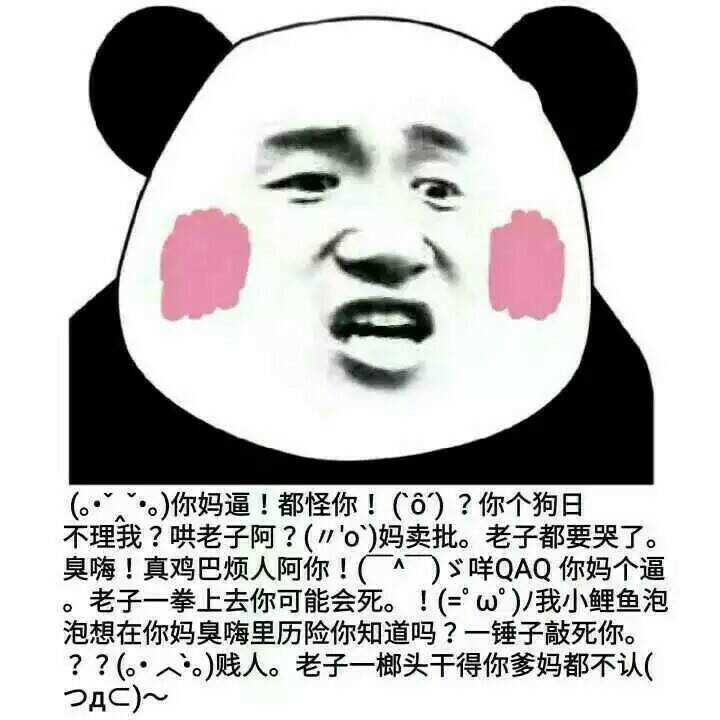 (｡•ˇ‸ˇ•｡)你妈逼！都怪你！(`ô´) ？你个狗日
不理我？哄老子阿？(〃'o`)妈卖批。老子都要哭了。
臭嗨！真鸡巴烦人阿你！(￣^￣)ゞ咩QAQ 你妈个逼
。老子一拳上去你可能会死。！(=ﾟωﾟ)ﾉ我小鲤鱼泡
泡想在你妈臭嗨里历险你知道吗？一锤子敲死你。
？？(｡•︿•̀｡)贱人。老子一榔头干得你爹妈都不认(
つд⊂)～